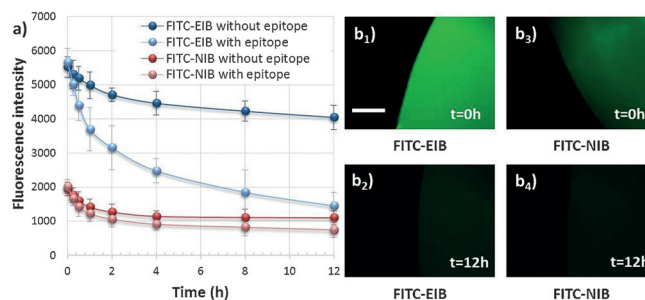 a)
FITC-EIB without epitope
FITC-EIB with epitope
FITC-NIB without epitope
FITC-NIB with epitope
Fluorescence intensity
7000
6000
5000
4000
3000
2000
1000
0
0 2 4 6 8 10 12
Time (h)
b₁)
t=0h
FITC-EIB
b₃)
t=0h
FITC-NIB
b₂)
t=12h
FITC-EIB
b₄)
t=12h
FITC-NIB